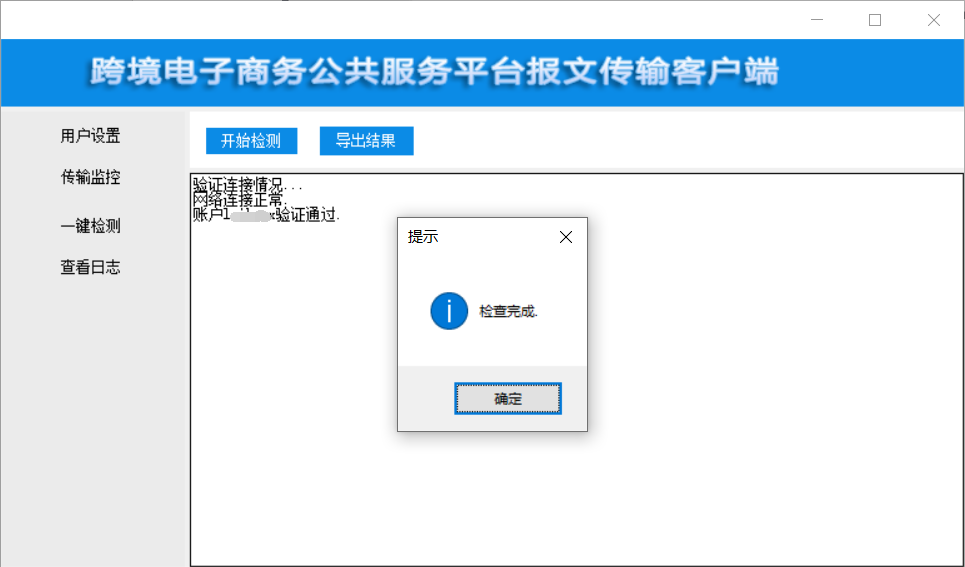 跨境电子商务公共服务平台报文传输客户端
用户设置
传输监控
一键检测
查看日志
开始检测
导出结果
验证连接情况...
网络连接正常.
账户验证通过.
提示
检查完成.
确定